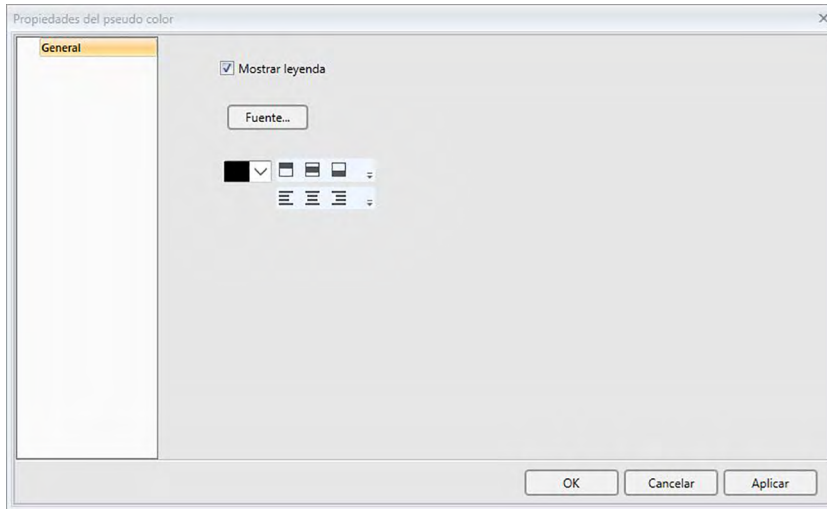 Propiedades del pseudo color
General
Mostrar leyenda
Fuente...
OK Cancelar Aplicar